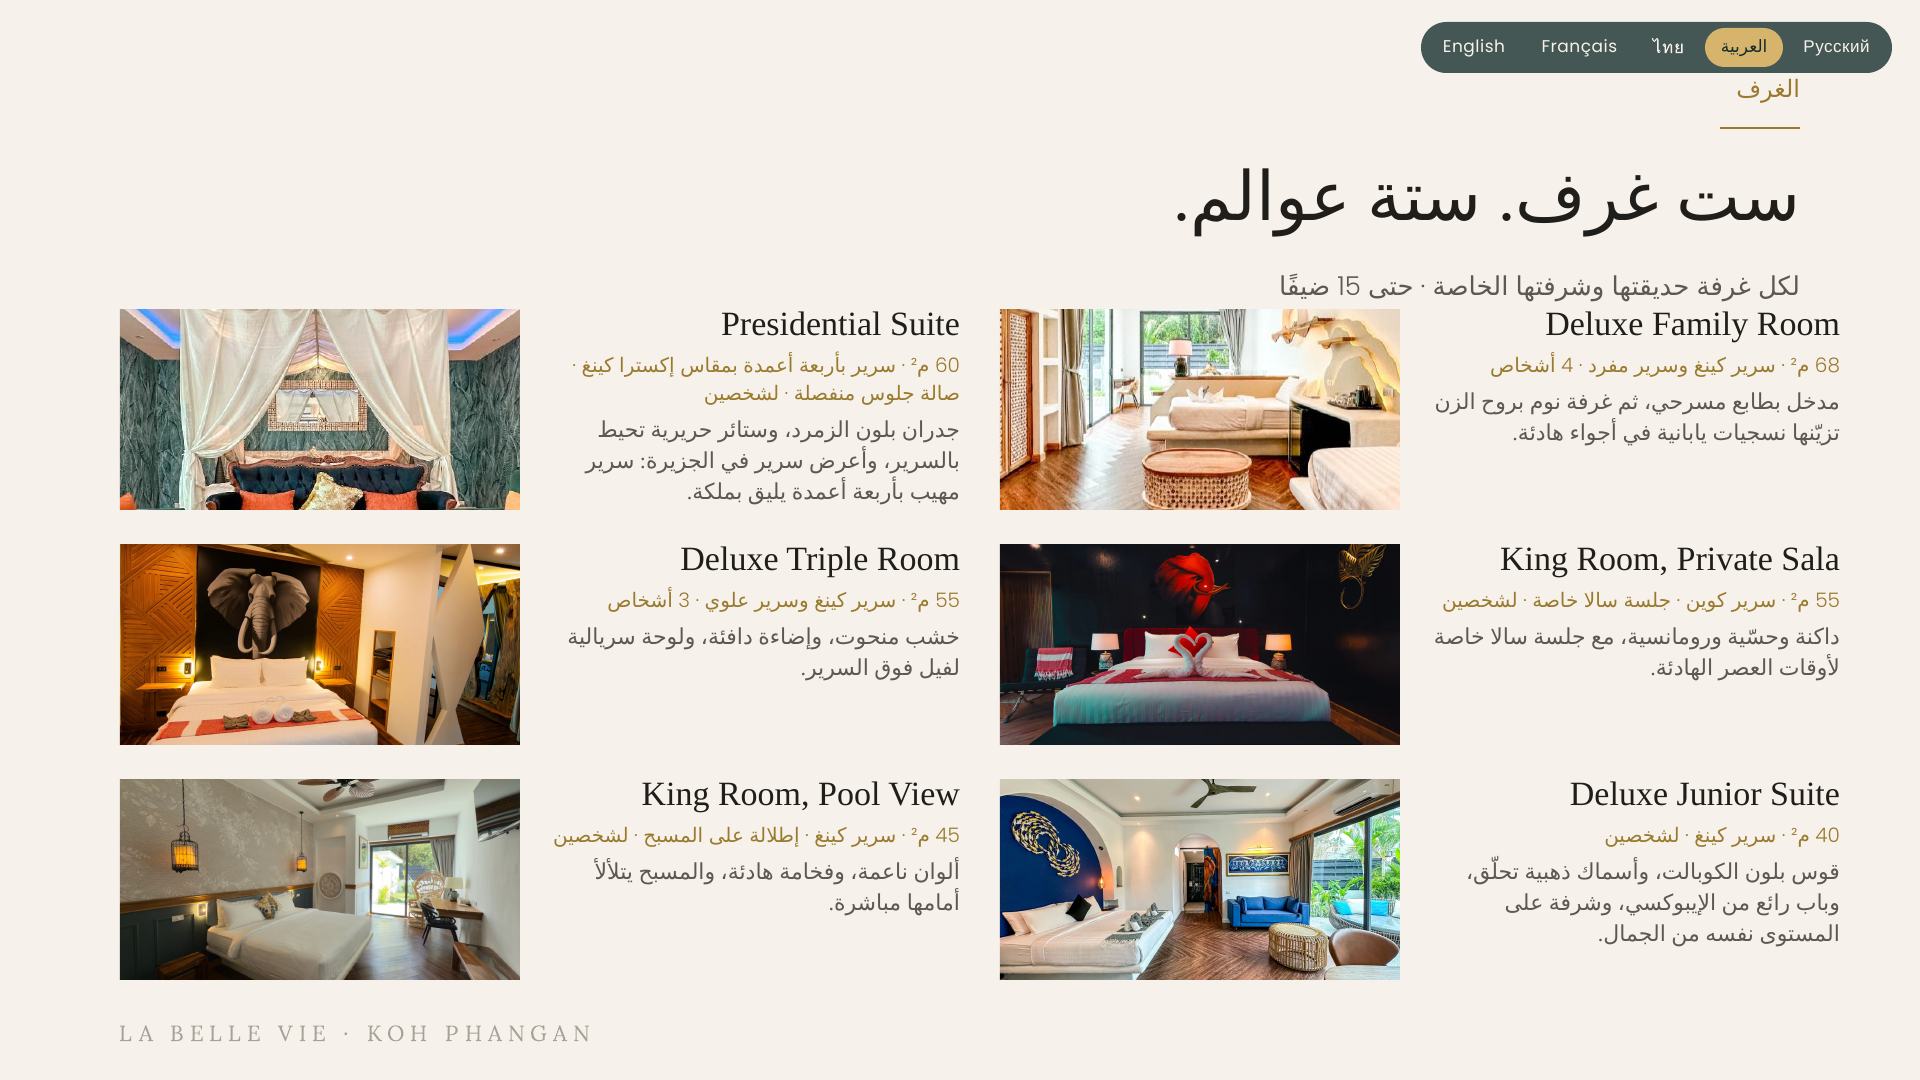 English Français ไทย العربية Русский
الغرف
ست غرف. ستة عوالم.
لكل غرفة حديقتها وشرفتها الخاصة · حتى 15 ضيفًا
Deluxe Family Room
68 م² · سرير كينغ وسرير مفرد · 4 أشخاص
مدخل بطابع مسرحي، ثم غرفة نوم بروح الزن
تزيّنها نسجيات يابانية في أجواء هادئة.
Presidential Suite
60 م² · سرير بأربعة أعمدة بمقاس إكسترا كينغ ·
صالة جلوس منفصلة · لشخصين
جدران بلون الزمرد، وستائر حريرية تحيط
بالسرير، وأعرض سرير في الجزيرة: سرير
مهيب بأربعة أعمدة يليق بملكة.
King Room, Private Sala
55 م² · سرير كوين · جلسة سالا خاصة · لشخصين
داكنة وحسّية ورومانسية، مع جلسة سالا خاصة
لأوقات العصر الهادئة.
Deluxe Triple Room
55 م² · سرير كينغ وسرير علوي · 3 أشخاص
خشب منحوت، وإضاءة دافئة، ولوحة سريالية
لفيل فوق السرير.
Deluxe Junior Suite
40 م² · سرير كينغ · لشخصين
قوس بلون الكوبالت، وأسماك ذهبية تحلّق،
وباب رائع من الإيبوكسي، وشرفة على
المستوى نفسه من الجمال.
King Room, Pool View
45 م² · سرير كينغ · إطلالة على المسبح · لشخصين
ألوان ناعمة، وفخامة هادئة، والمسبح يتلألأ
أمامها مباشرة.
LA BELLE VIE · KOH PHANGAN